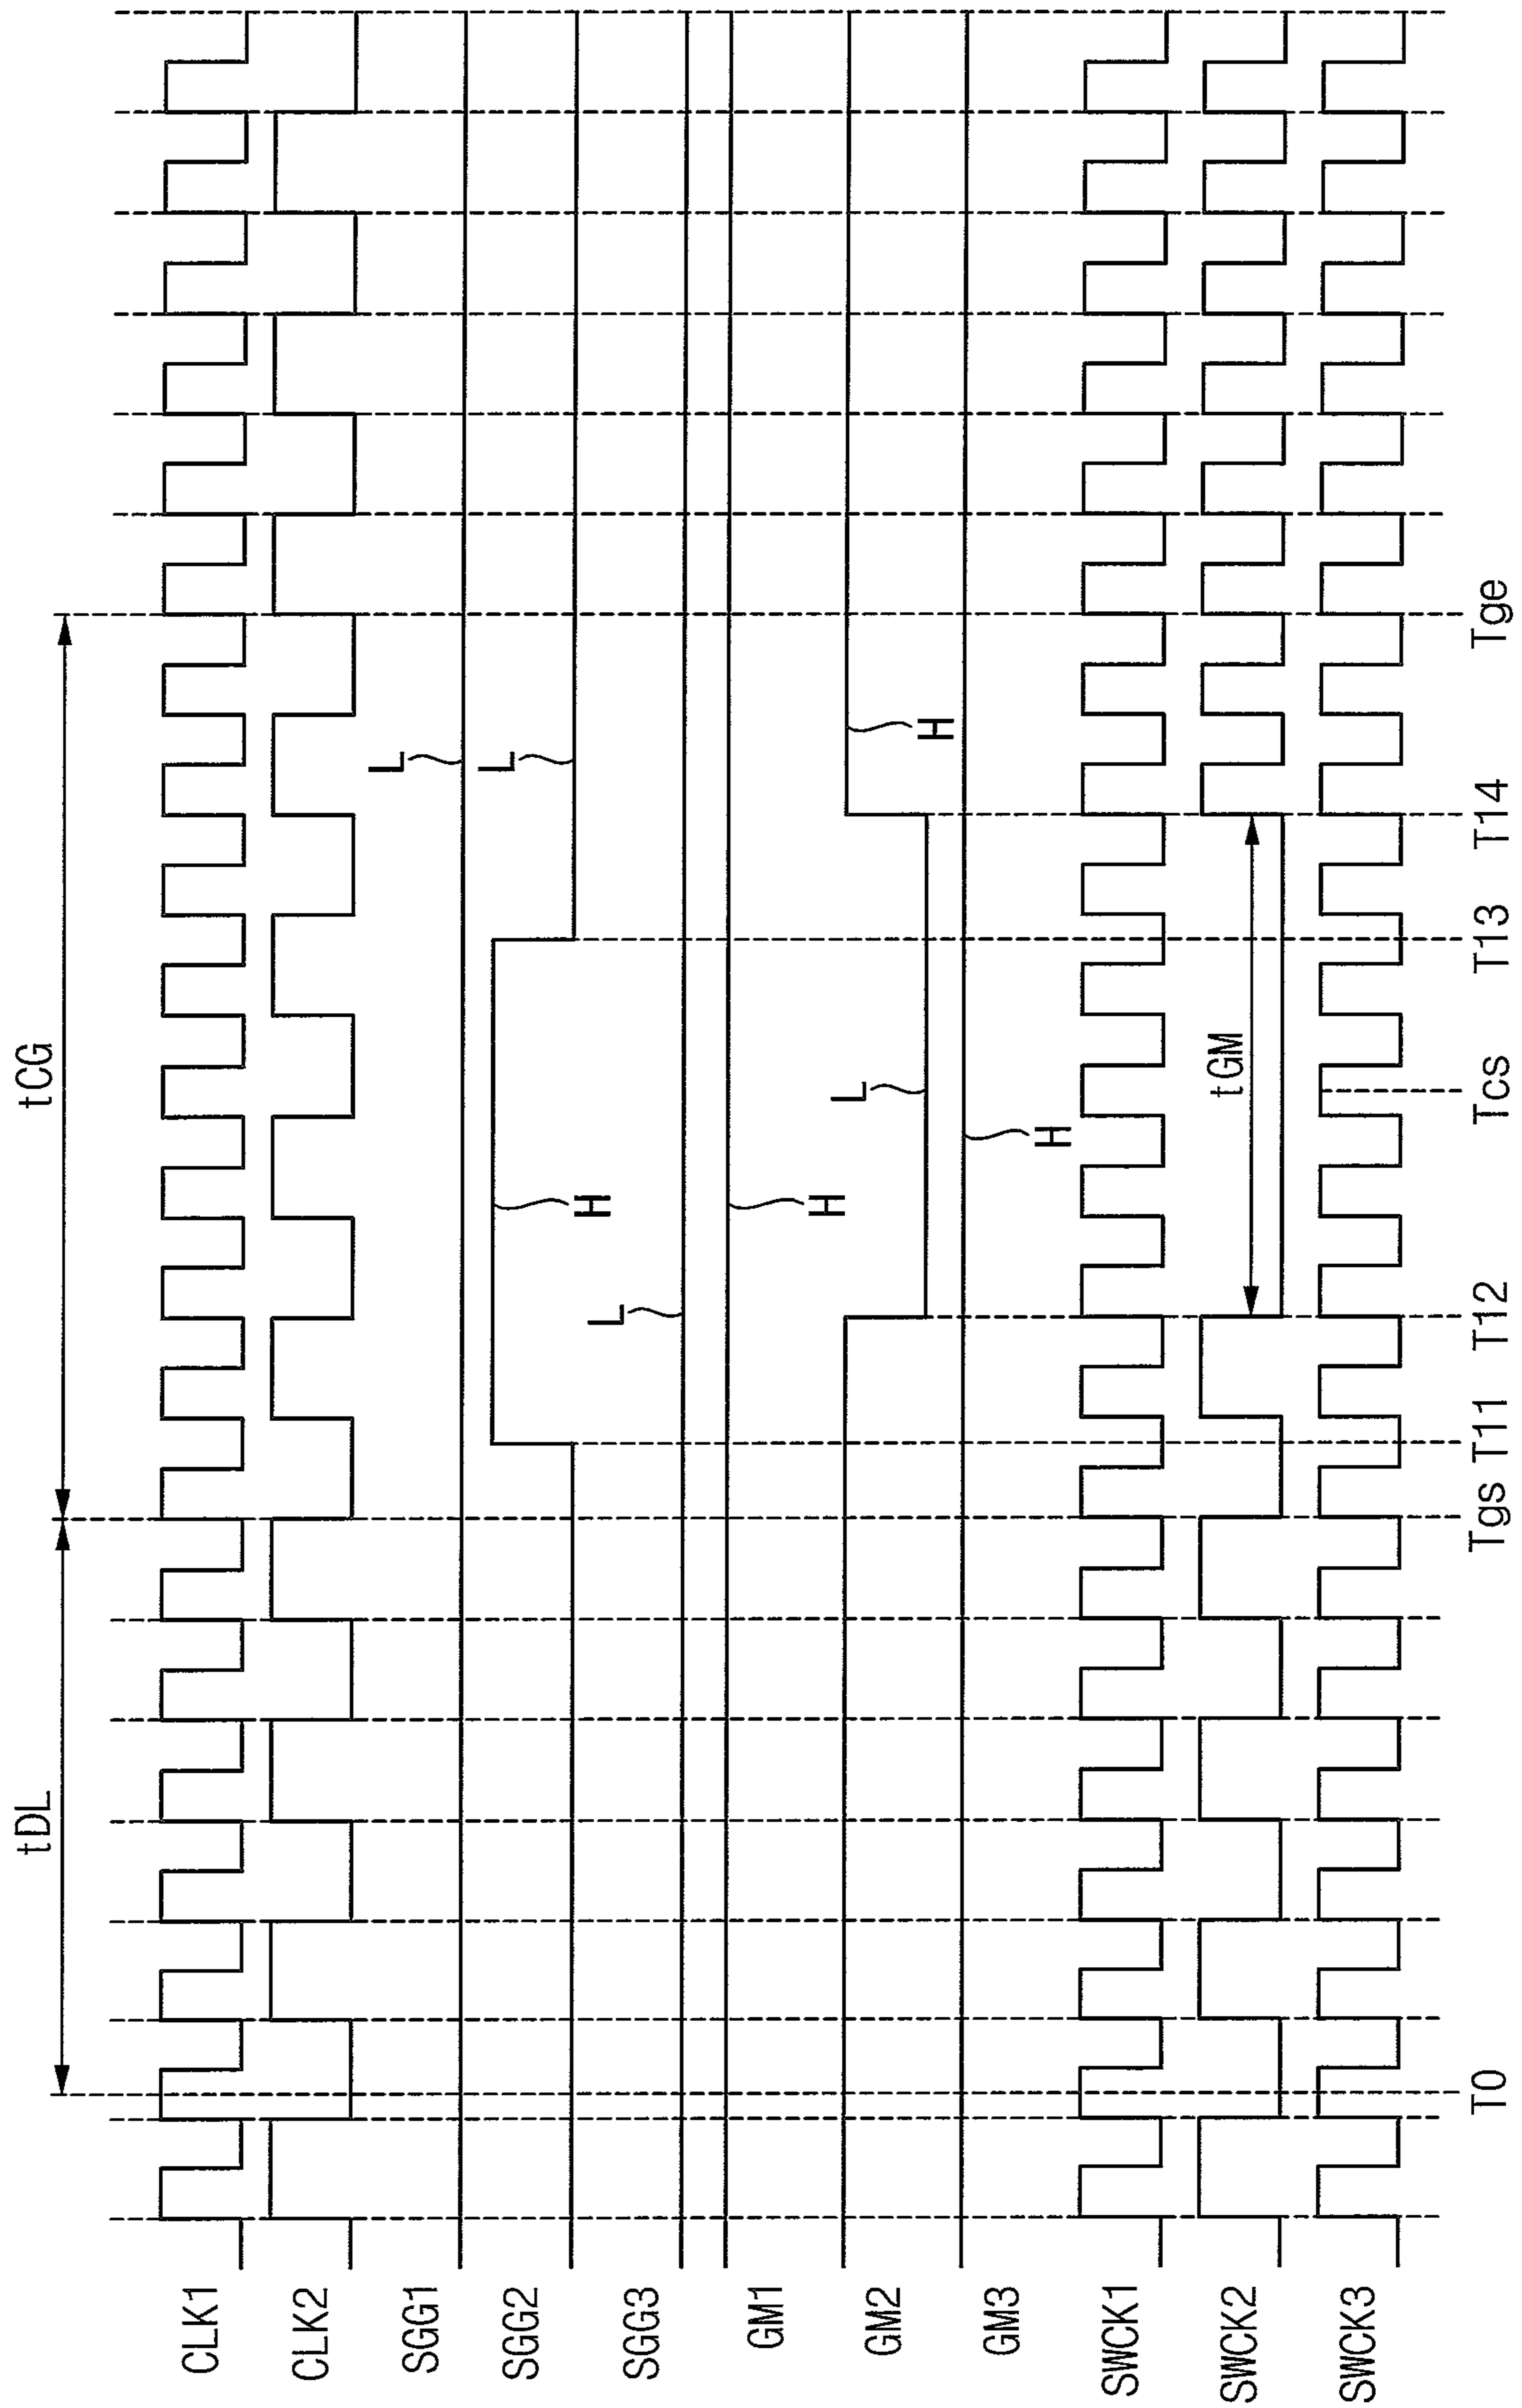 tDL
tCG
CLK1
CLK2
SGG1
L
SGG2
H
L
SGG3
L
GM1
H
GM2
L
H
GM3
H
SWCK1
SWCK2
tGM
SWCK3
T0
Tgs
T11
T12
Tcs
T13
T14
Tge